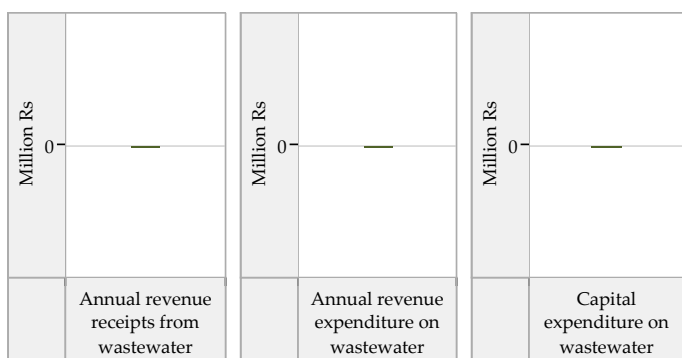 Million Rs
0
Annual revenue
receipts from
wastewater
Million Rs
0
Annual revenue
expenditure on
wastewater
Million Rs
0
Capital
expenditure on
wastewater